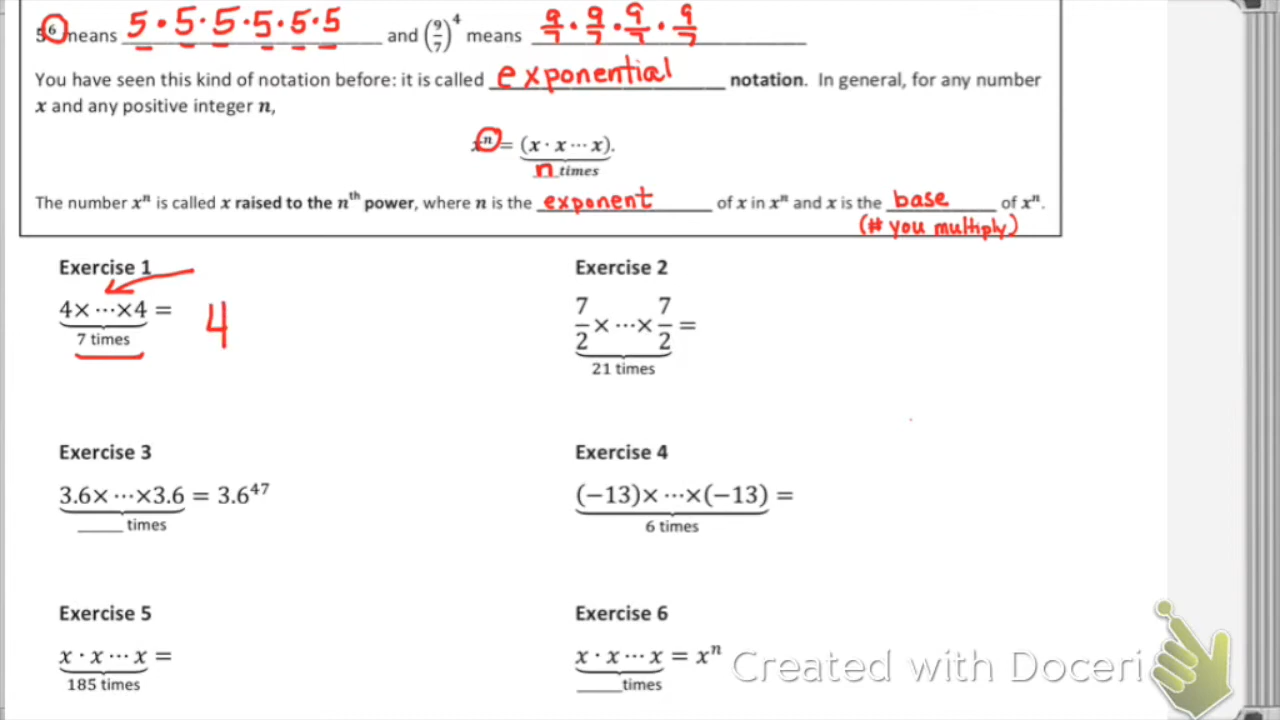 5⁶ means 5 · 5 · 5 · 5 · 5 · 5 and (9/7)⁴ means 9/7 · 9/7 · 9/7 · 9/7
You have seen this kind of notation before: it is called exponential notation. In general, for any number
x and any positive integer n,
xⁿ = (x · x ⋯ x).
n times
The number xⁿ is called x raised to the nᵗʰ power, where n is the exponent of x in xⁿ and x is the base of xⁿ.
(# you multiply)
Exercise 1
4× ⋯ ×4 = 4
7 times
Exercise 2
7/2 × ⋯ × 7/2 =
21 times
Exercise 3
3.6× ⋯ ×3.6 = 3.6⁴⁷
_____ times
Exercise 4
(−13)× ⋯ ×(−13) =
6 times
Exercise 5
x · x ⋯ x =
185 times
Exercise 6
x · x ⋯ x = xⁿ
_____times
Created with Doceri